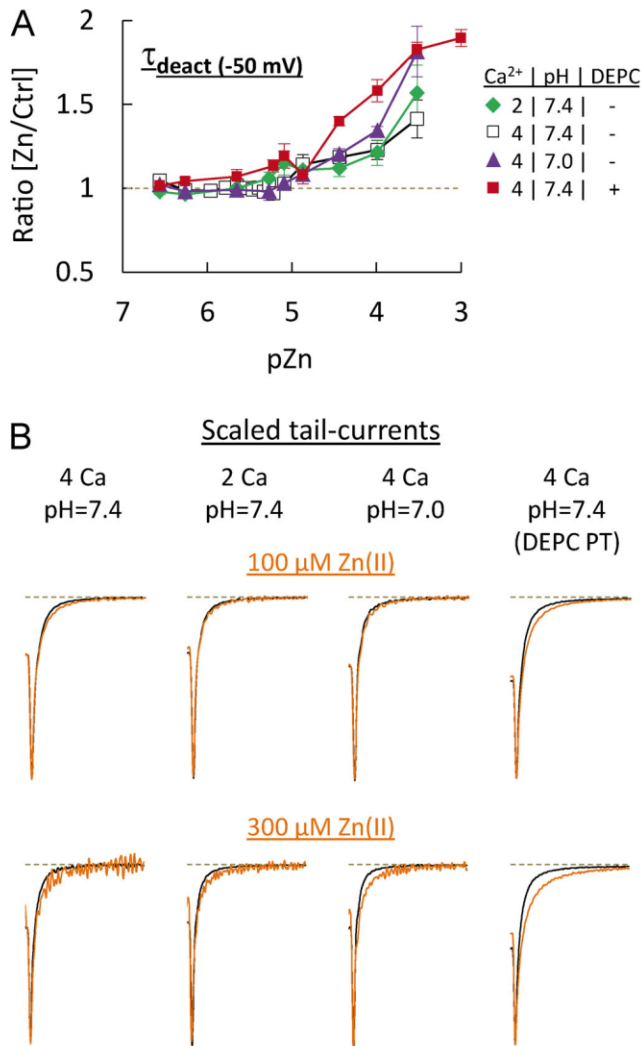 A
τdeact (-50 mV)
Ratio [Zn/Ctrl]
2
1.5
1
0.5
7 6 5 4 3
pZn
Ca²⁺ | pH | DEPC
2 | 7.4 | -
4 | 7.4 | -
4 | 7.0 | -
4 | 7.4 | +
B
Scaled tail-currents
4 Ca 2 Ca 4 Ca 4 Ca
pH=7.4 pH=7.4 pH=7.0 pH=7.4
(DEPC PT)
100 µM Zn(II)
300 µM Zn(II)